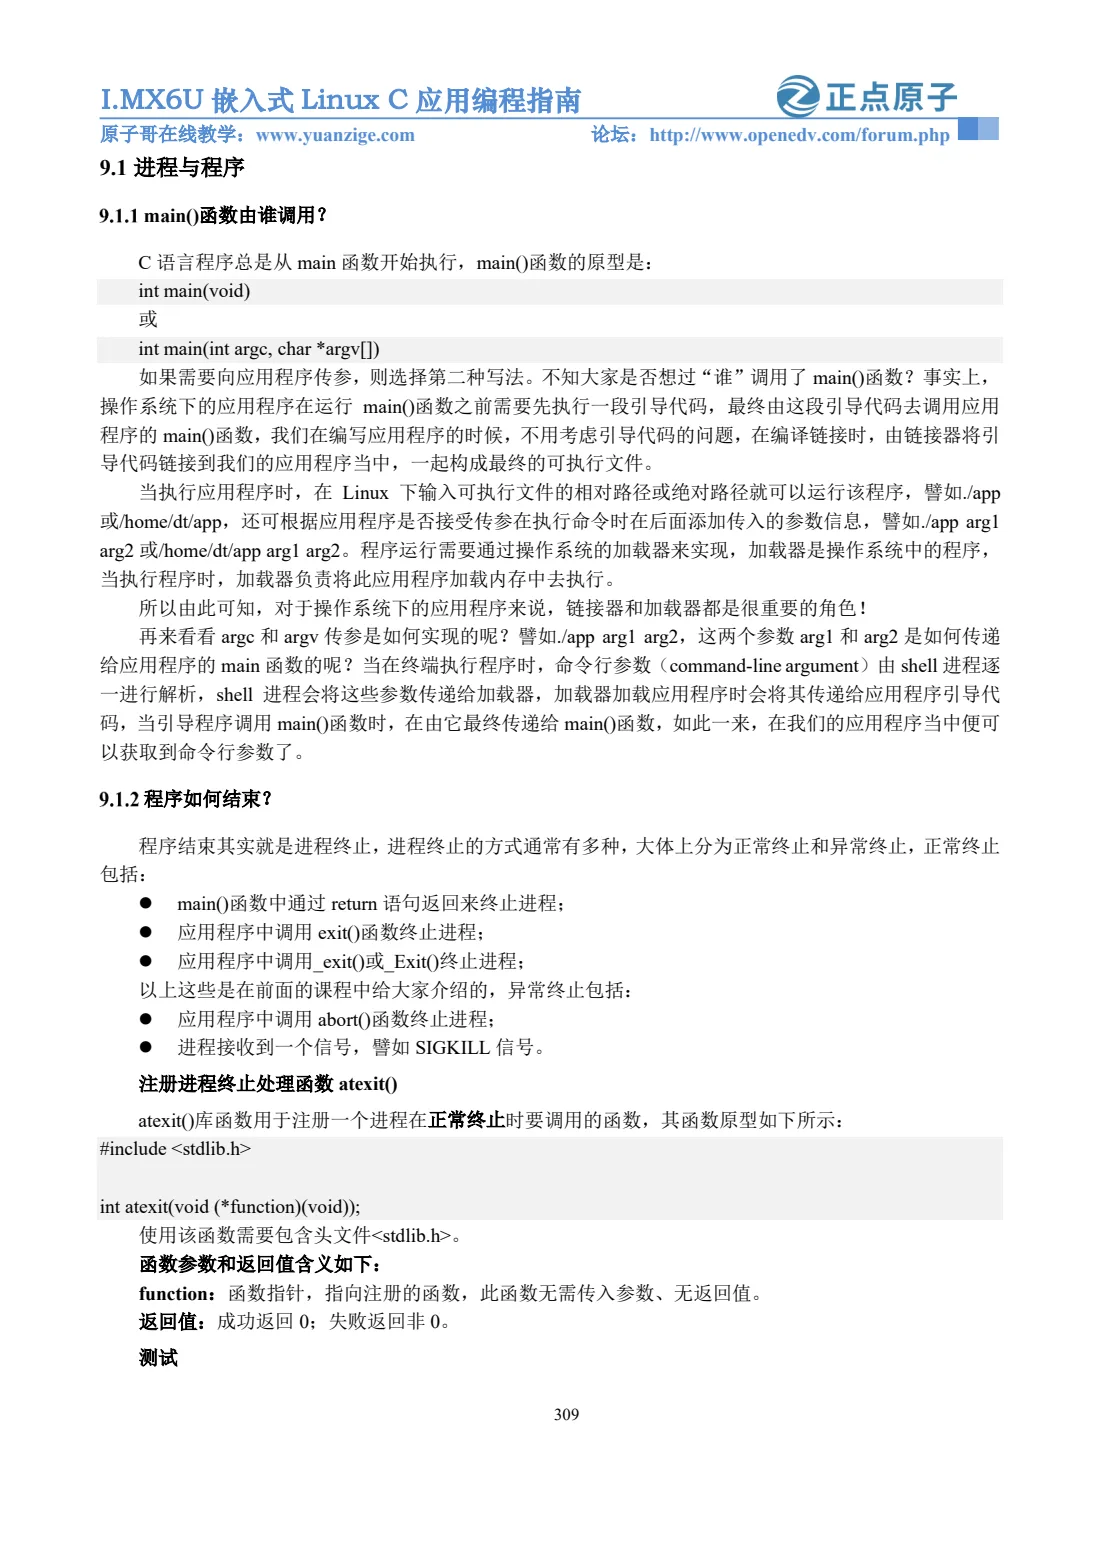 I.MX6U 嵌入式 Linux C 应用编程指南
正点原子
原子哥在线教学：www.yuanzige.com
论坛：http://www.openedv.com/forum.php
9.1 进程与程序
9.1.1 main()函数由谁调用？
C 语言程序总是从 main 函数开始执行，main()函数的原型是：
int main(void)
或
int main(int argc, char *argv[])
如果需要向应用程序传参，则选择第二种写法。不知大家是否想过“谁”调用了 main()函数？事实上，
操作系统下的应用程序在运行 main()函数之前需要先执行一段引导代码，最终由这段引导代码去调用应用
程序的 main()函数，我们在编写应用程序的时候，不用考虑引导代码的问题，在编译链接时，由链接器将引
导代码链接到我们的应用程序当中，一起构成最终的可执行文件。
当执行应用程序时，在 Linux 下输入可执行文件的相对路径或绝对路径就可以运行该程序，譬如./app
或/home/dt/app，还可根据应用程序是否接受传参在执行命令时在后面添加传入的参数信息，譬如./app arg1
arg2 或/home/dt/app arg1 arg2。程序运行需要通过操作系统的加载器来实现，加载器是操作系统中的程序，
当执行程序时，加载器负责将此应用程序加载内存中去执行。
所以由此可知，对于操作系统下的应用程序来说，链接器和加载器都是很重要的角色！
再来看看 argc 和 argv 传参是如何实现的呢？譬如./app arg1 arg2，这两个参数 arg1 和 arg2 是如何传递
给应用程序的 main 函数的呢？当在终端执行程序时，命令行参数（command-line argument）由 shell 进程逐
一进行解析，shell 进程会将这些参数传递给加载器，加载器加载应用程序时会将其传递给应用程序引导代
码，当引导程序调用 main()函数时，在由它最终传递给 main()函数，如此一来，在我们的应用程序当中便可
以获取到命令行参数了。
9.1.2 程序如何结束？
程序结束其实就是进程终止，进程终止的方式通常有多种，大体上分为正常终止和异常终止，正常终止
包括：
● main()函数中通过 return 语句返回来终止进程；
● 应用程序中调用 exit()函数终止进程；
● 应用程序中调用_exit()或_Exit()终止进程；
以上这些是在前面的课程中给大家介绍的，异常终止包括：
● 应用程序中调用 abort()函数终止进程；
● 进程接收到一个信号，譬如 SIGKILL 信号。
注册进程终止处理函数 atexit()
atexit()库函数用于注册一个进程在正常终止时要调用的函数，其函数原型如下所示：
#include <stdlib.h>
int atexit(void (*function)(void));
使用该函数需要包含头文件<stdlib.h>。
函数参数和返回值含义如下：
function：函数指针，指向注册的函数，此函数无需传入参数、无返回值。
返回值：成功返回 0；失败返回非 0。
测试
309